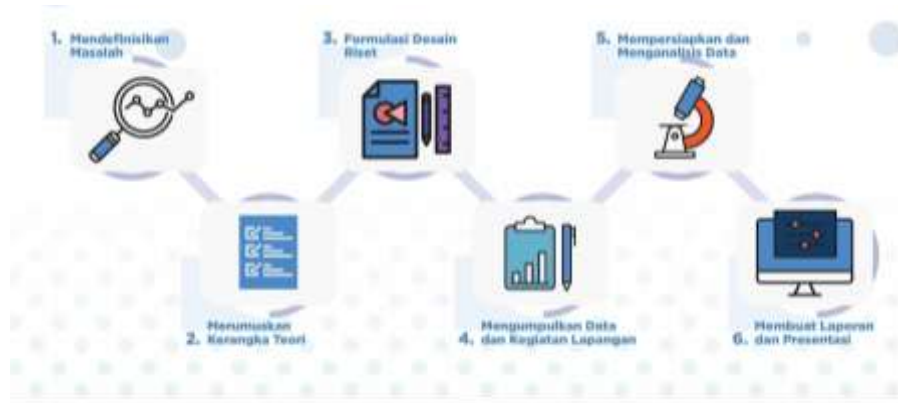 1. Mendefinisikan
Masalah
2. Merumuskan
Kerangka Teori
3. Formulasi Desain
Riset
4. Mengumpulkan Data
dan Kegiatan Lapangan
5. Mempersiapkan dan
Menganalisis Data
6. Membuat Laporan
dan Presentasi